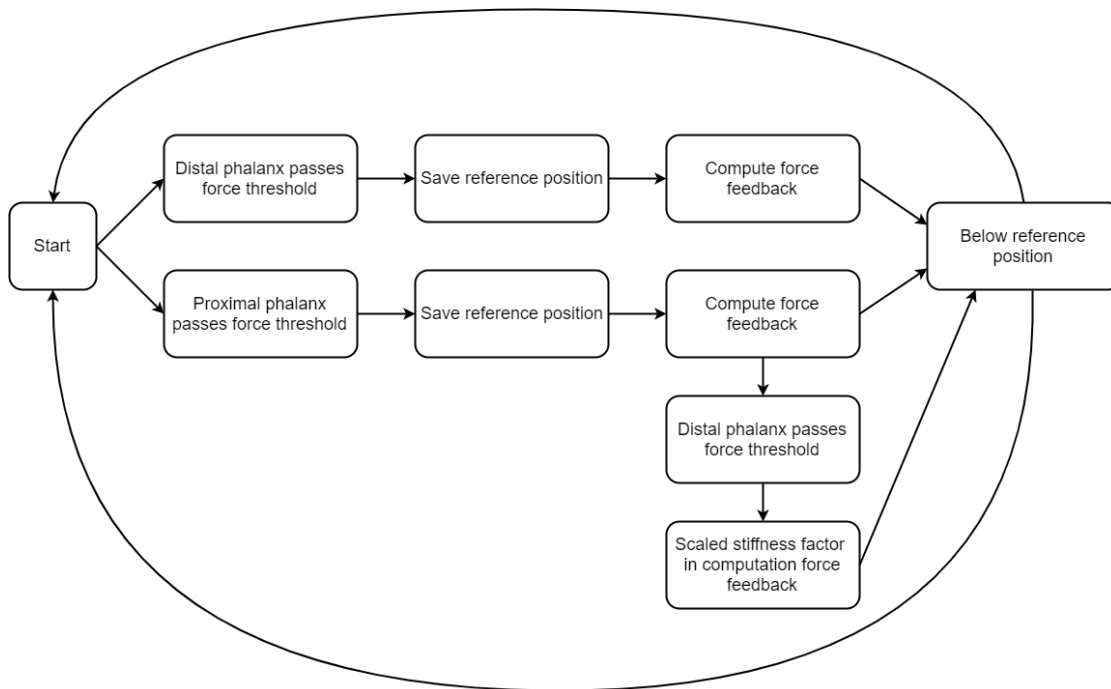 Start
Distal phalanx passes
force threshold
Save reference position
Compute force
feedback
Proximal phalanx
passes force threshold
Save reference position
Compute force
feedback
Below reference
position
Distal phalanx passes
force threshold
Scaled stiffness factor
in computation force
feedback